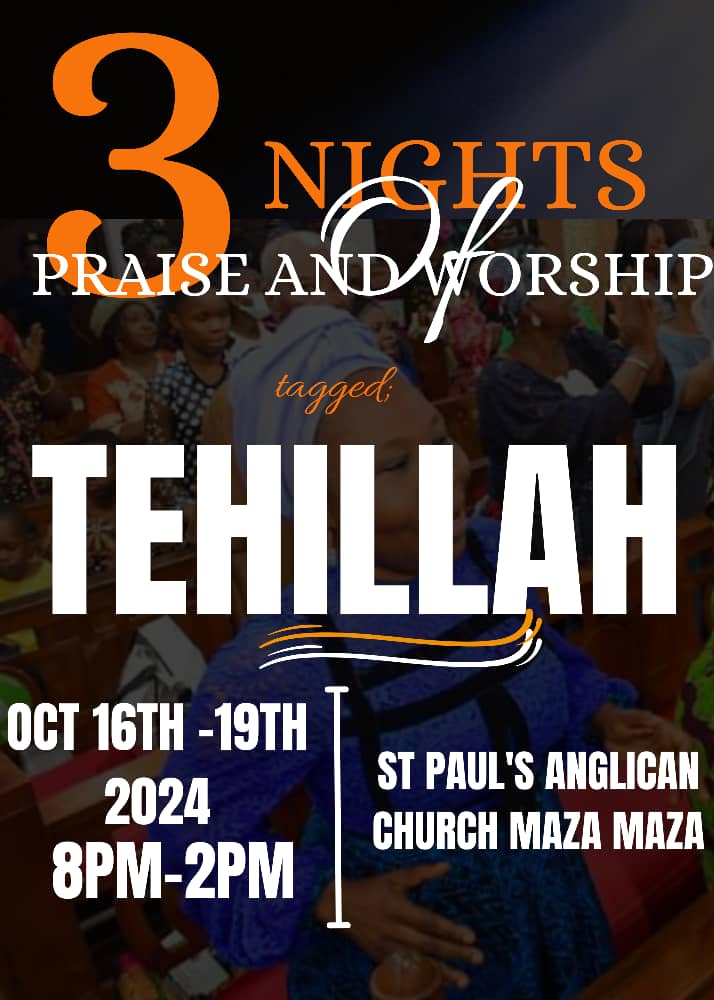 3 NIGHTS
Of
PRAISE AND WORSHIP
tagged;
TEHILLAH
OCT 16TH -19TH
2024
8PM-2PM
ST PAUL'S ANGLICAN
CHURCH MAZA MAZA